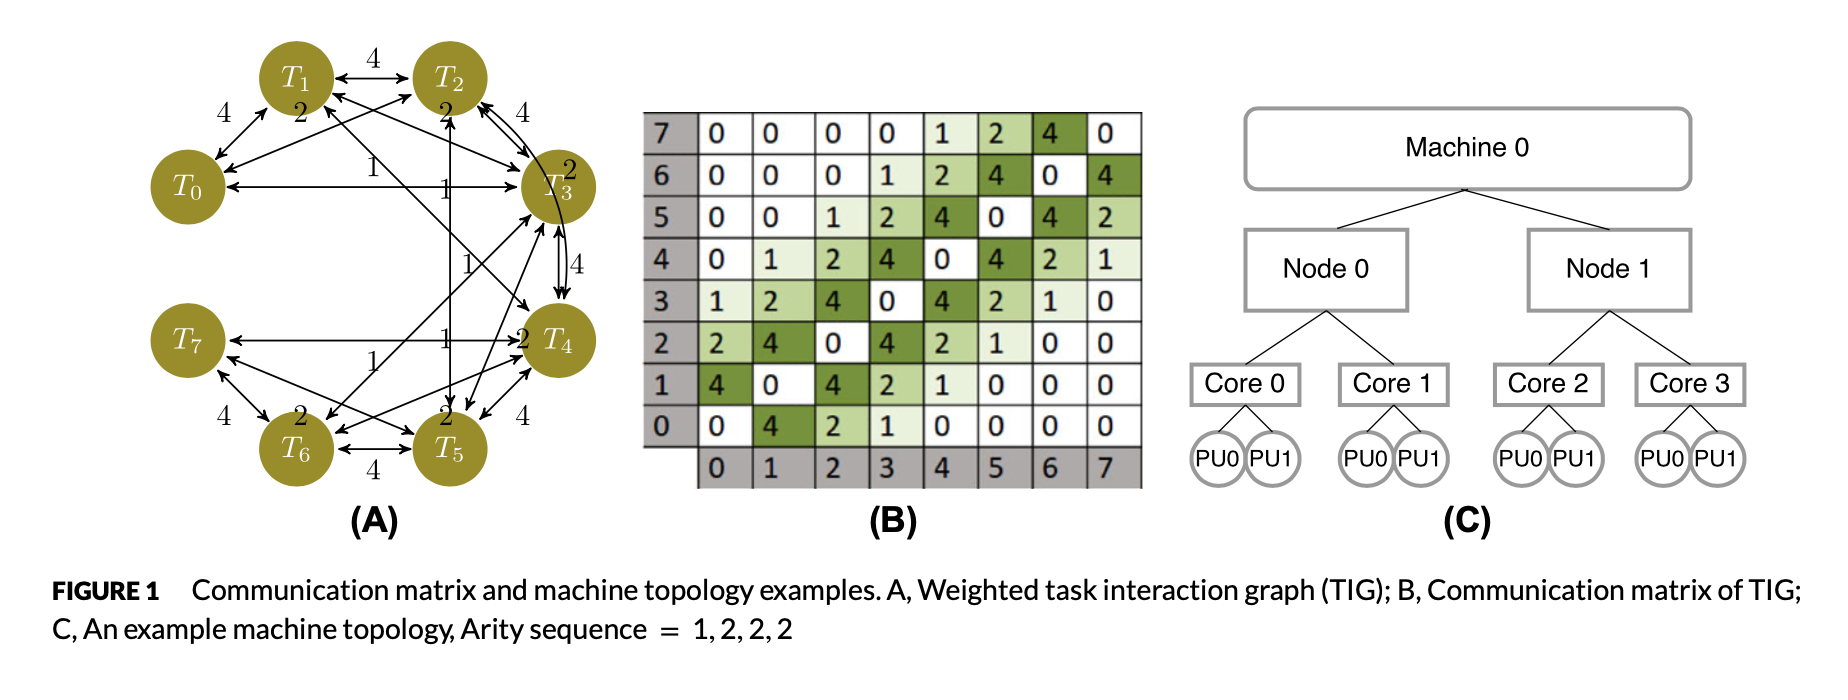 T1 4 T2
4 2 2 4
T0 1 1 T3 2
1 4
T7 1 2 T4
1
4 2 2 4
T6 4 T5
(A)
7 0 0 0 0 1 2 4 0
6 0 0 0 1 2 4 0 4
5 0 0 1 2 4 0 4 2
4 0 1 2 4 0 4 2 1
3 1 2 4 0 4 2 1 0
2 2 4 0 4 2 1 0 0
1 4 0 4 2 1 0 0 0
0 0 4 2 1 0 0 0 0
0 1 2 3 4 5 6 7
(B)
Machine 0
Node 0 Node 1
Core 0 Core 1 Core 2 Core 3
PU0 PU1 PU0 PU1 PU0 PU1 PU0 PU1
(C)
FIGURE 1 Communication matrix and machine topology examples. A, Weighted task interaction graph (TIG); B, Communication matrix of TIG;
C, An example machine topology, Arity sequence = 1, 2, 2, 2